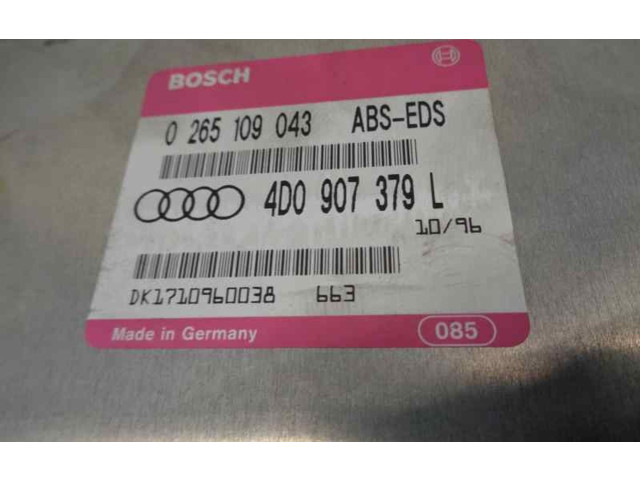 BOSCH
0 265 109 043 ABS-EDS
4D0 907 379 L
10/96
DK1710960038 663
Made in Germany 085